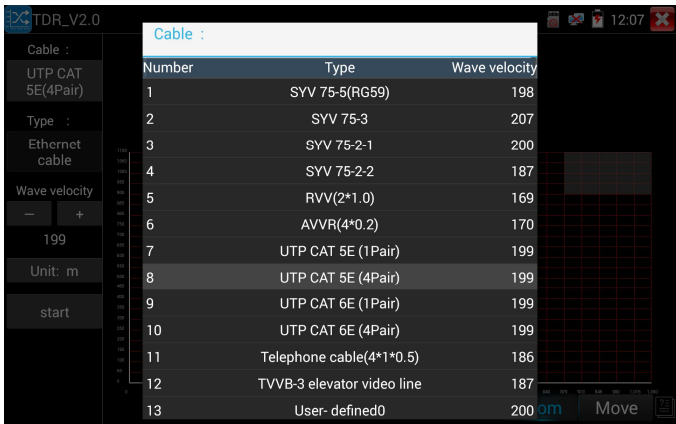 TDR_V2.0
12:07
Cable :
UTP CAT
5E(4Pair)
Type :
Ethernet
cable
Wave velocity
— +
199
Unit: m
start
Cable :
Number Type Wave velocity
1 SYV 75-5(RG59) 198
2 SYV 75-3 207
3 SYV 75-2-1 200
4 SYV 75-2-2 187
5 RVV(2*1.0) 169
6 AVVR(4*0.2) 170
7 UTP CAT 5E (1Pair) 199
8 UTP CAT 5E (4Pair) 199
9 UTP CAT 6E (1Pair) 199
10 UTP CAT 6E (4Pair) 199
11 Telephone cable(4*1*0.5) 186
12 TVVB-3 elevator video line 187
13 User- defined0 200
om Move